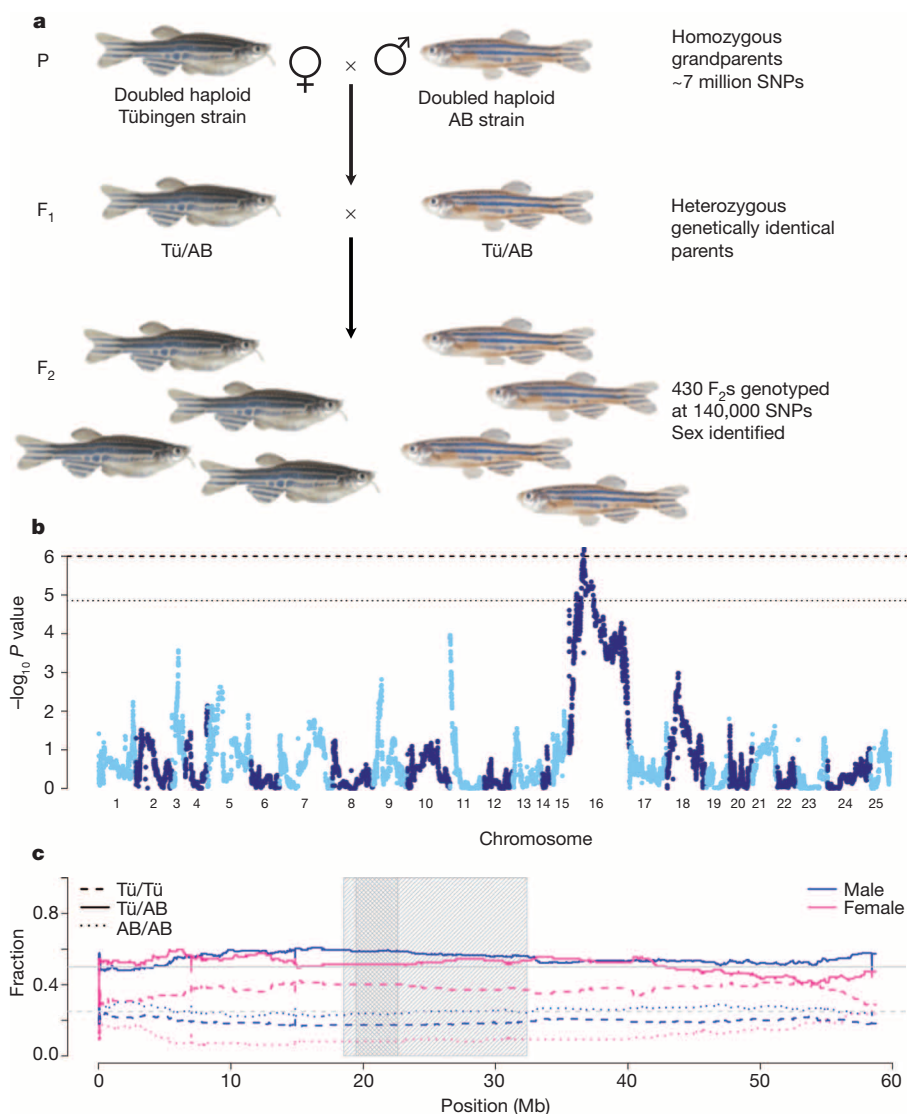 a
P
♀ × ♂
Homozygous
grandparents
~7 million SNPs
Doubled haploid
Tübingen strain
Doubled haploid
AB strain
F1
×
Heterozygous
genetically identical
parents
Tü/AB
Tü/AB
F2
430 F2s genotyped
at 140,000 SNPs
Sex identified
b
–log10 P value
6
5
4
3
2
1
0
1 2 3 4 5 6 7 8 9 10 11 12 13 14 15 16 17 18 19 20 21 22 23 24 25
Chromosome
c
Tü/Tü
Tü/AB
AB/AB
Male
Female
Fraction
0.8
0.4
0.0
0 10 20 30 40 50 60
Position (Mb)